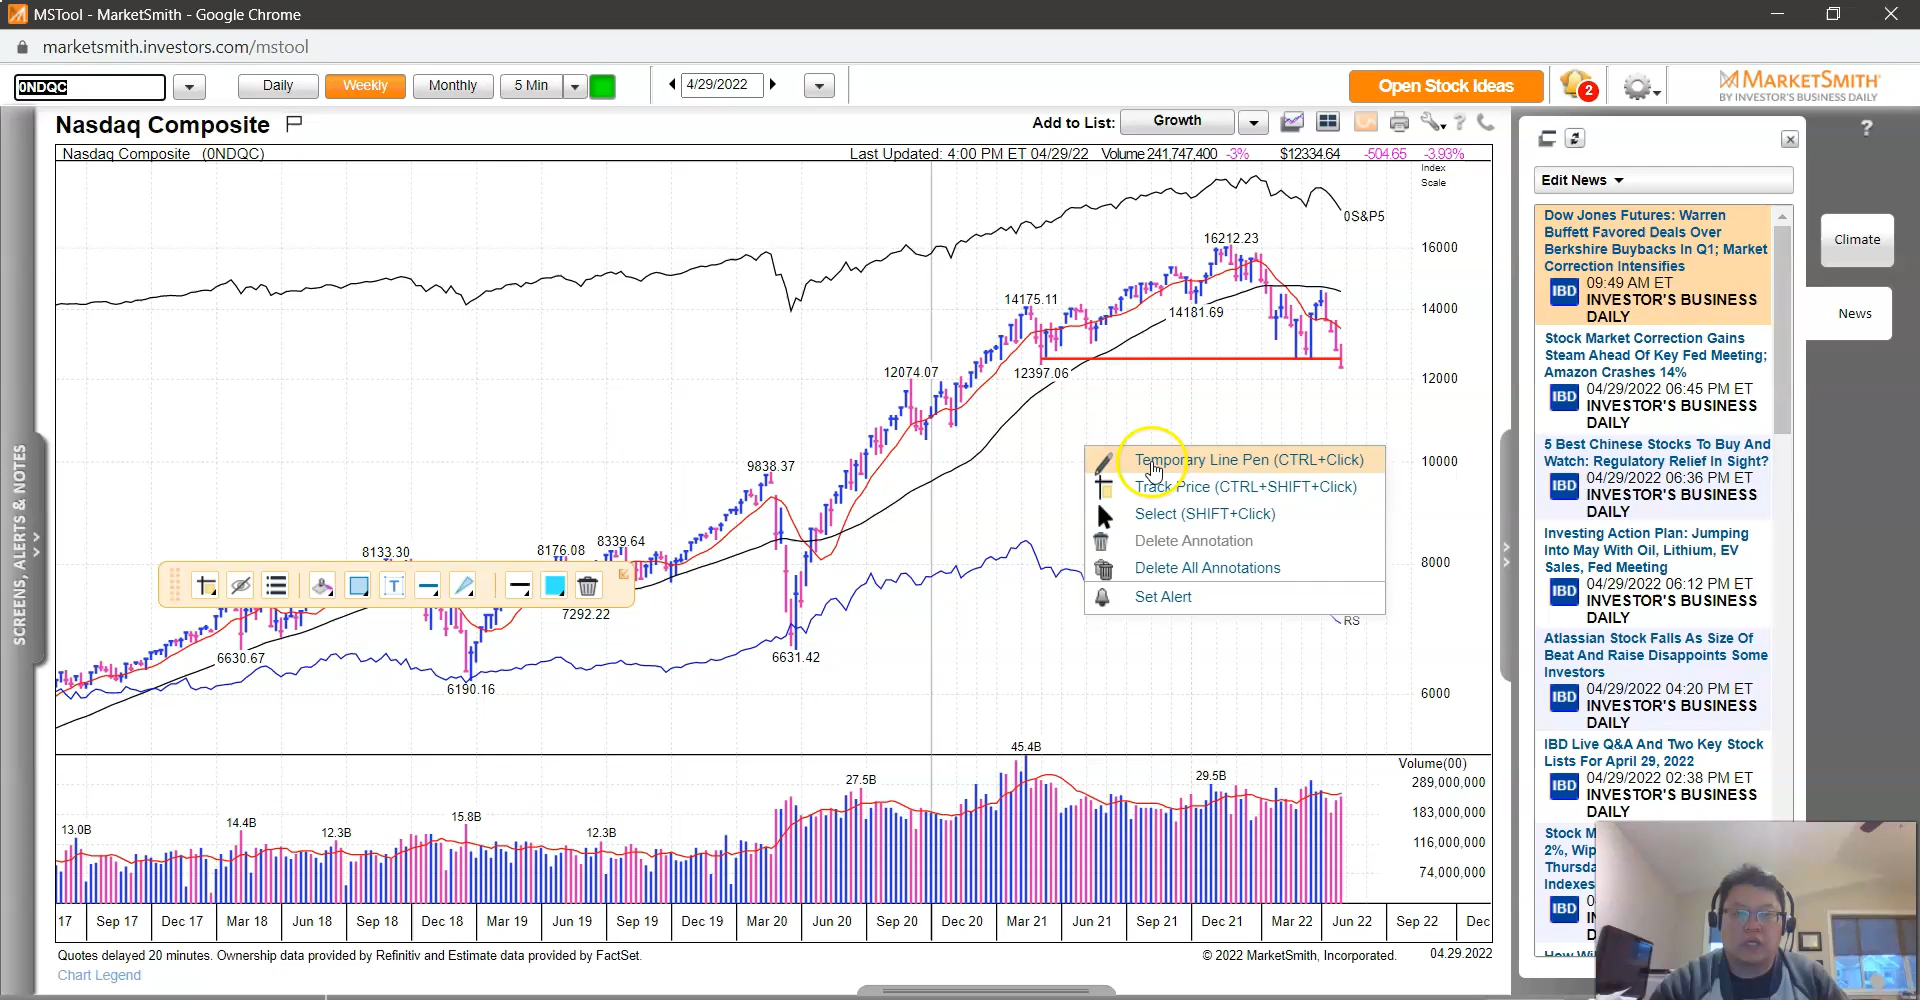 MSTool - MarketSmith - Google Chrome
marketsmith.investors.com/mstool
0NDQC
Daily
Weekly
Monthly
5 Min
4/29/2022
Open Stock Ideas
2
MARKETSMITH
BY INVESTOR'S BUSINESS DAILY
Nasdaq Composite
Add to List:
Growth
?
?
Nasdaq Composite (0NDQC)
Last Updated: 4:00 PM ET 04/29/22 Volume 241,747,400 -3% $12334.64 -504.65 -3.93%
Index
Scale
0S&P5
16212.23
16000
14175.11
14000
14181.69
12397.06
12074.07
12000
10000
9838.37
8339.64
8176.08
8133.30
8000
7292.22
6630.67
6631.42
6190.16
6000
RS
T
Temporary Line Pen (CTRL+Click)
Track Price (CTRL+SHIFT+Click)
Select (SHIFT+Click)
Delete Annotation
Delete All Annotations
Set Alert
45.4B
Volume(00)
289,000,000
183,000,000
116,000,000
74,000,000
29.5B
27.5B
15.8B
14.4B
13.0B
12.3B
12.3B
17 Sep 17 Dec 17 Mar 18 Jun 18 Sep 18 Dec 18 Mar 19 Jun 19 Sep 19 Dec 19 Mar 20 Jun 20 Sep 20 Dec 20 Mar 21 Jun 21 Sep 21 Dec 21 Mar 22 Jun 22 Sep 22 Dec
Quotes delayed 20 minutes. Ownership data provided by Refinitiv and Estimate data provided by FactSet.
© 2022 MarketSmith, Incorporated.
04.29.2022
Chart Legend
SCREENS, ALERTS & NOTES
Edit News
Dow Jones Futures: Warren
Buffett Favored Deals Over
Berkshire Buybacks In Q1; Market
Correction Intensifies
IBD
09:49 AM ET
INVESTOR'S BUSINESS
DAILY
Stock Market Correction Gains
Steam Ahead Of Key Fed Meeting;
Amazon Crashes 14%
IBD
04/29/2022 06:45 PM ET
INVESTOR'S BUSINESS
DAILY
5 Best Chinese Stocks To Buy And
Watch: Regulatory Relief In Sight?
IBD
04/29/2022 06:36 PM ET
INVESTOR'S BUSINESS
DAILY
Investing Action Plan: Jumping
Into May With Oil, Lithium, EV
Sales, Fed Meeting
IBD
04/29/2022 06:12 PM ET
INVESTOR'S BUSINESS
DAILY
Atlassian Stock Falls As Size Of
Beat And Raise Disappoints Some
Investors
IBD
04/29/2022 04:20 PM ET
INVESTOR'S BUSINESS
DAILY
IBD Live Q&A And Two Key Stock
Lists For April 29, 2022
IBD
04/29/2022 02:38 PM ET
INVESTOR'S BUSINESS
DAILY
Stock M
2%, Wip
Thursda
Indexes
IBD
Climate
News